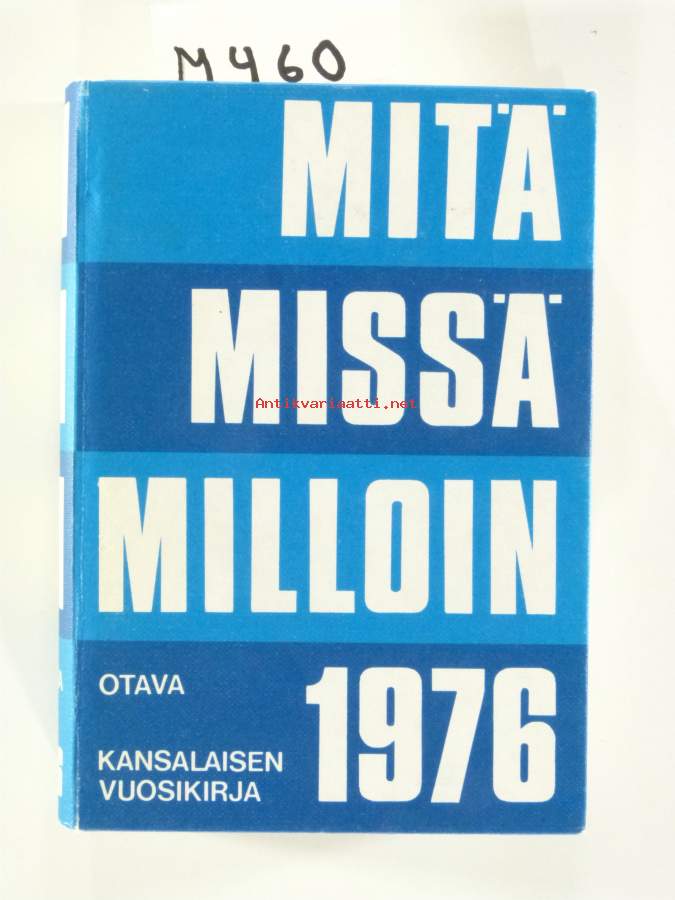 M460
MITÄ
MISSÄ
Antikvariaatti.net
MILLOIN
OTAVA
1976
KANSALAISEN
VUOSIKIRJA